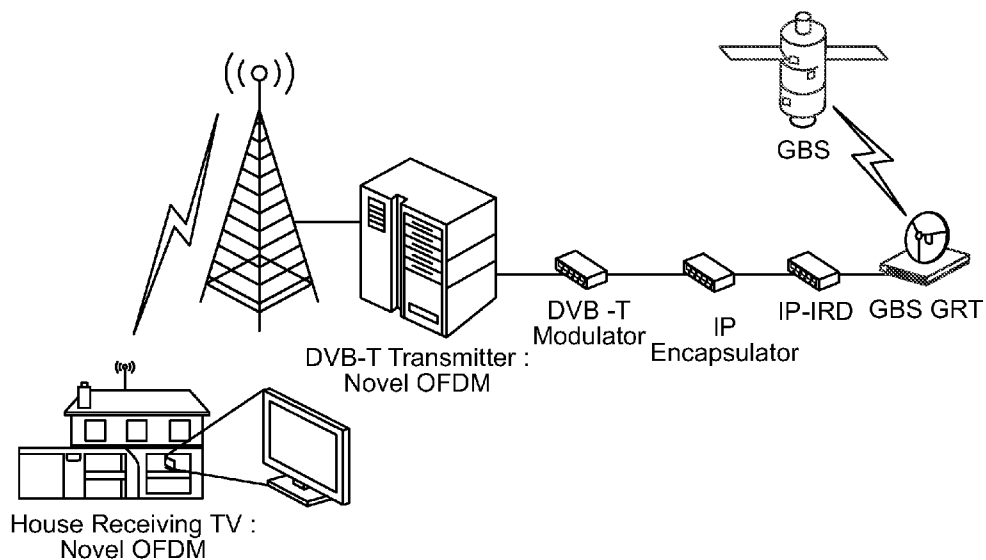 GBS
DVB -T
Modulator
IP
Encapsulator
IP-IRD
GBS GRT
DVB-T Transmitter :
Novel OFDM
House Receiving TV :
Novel OFDM